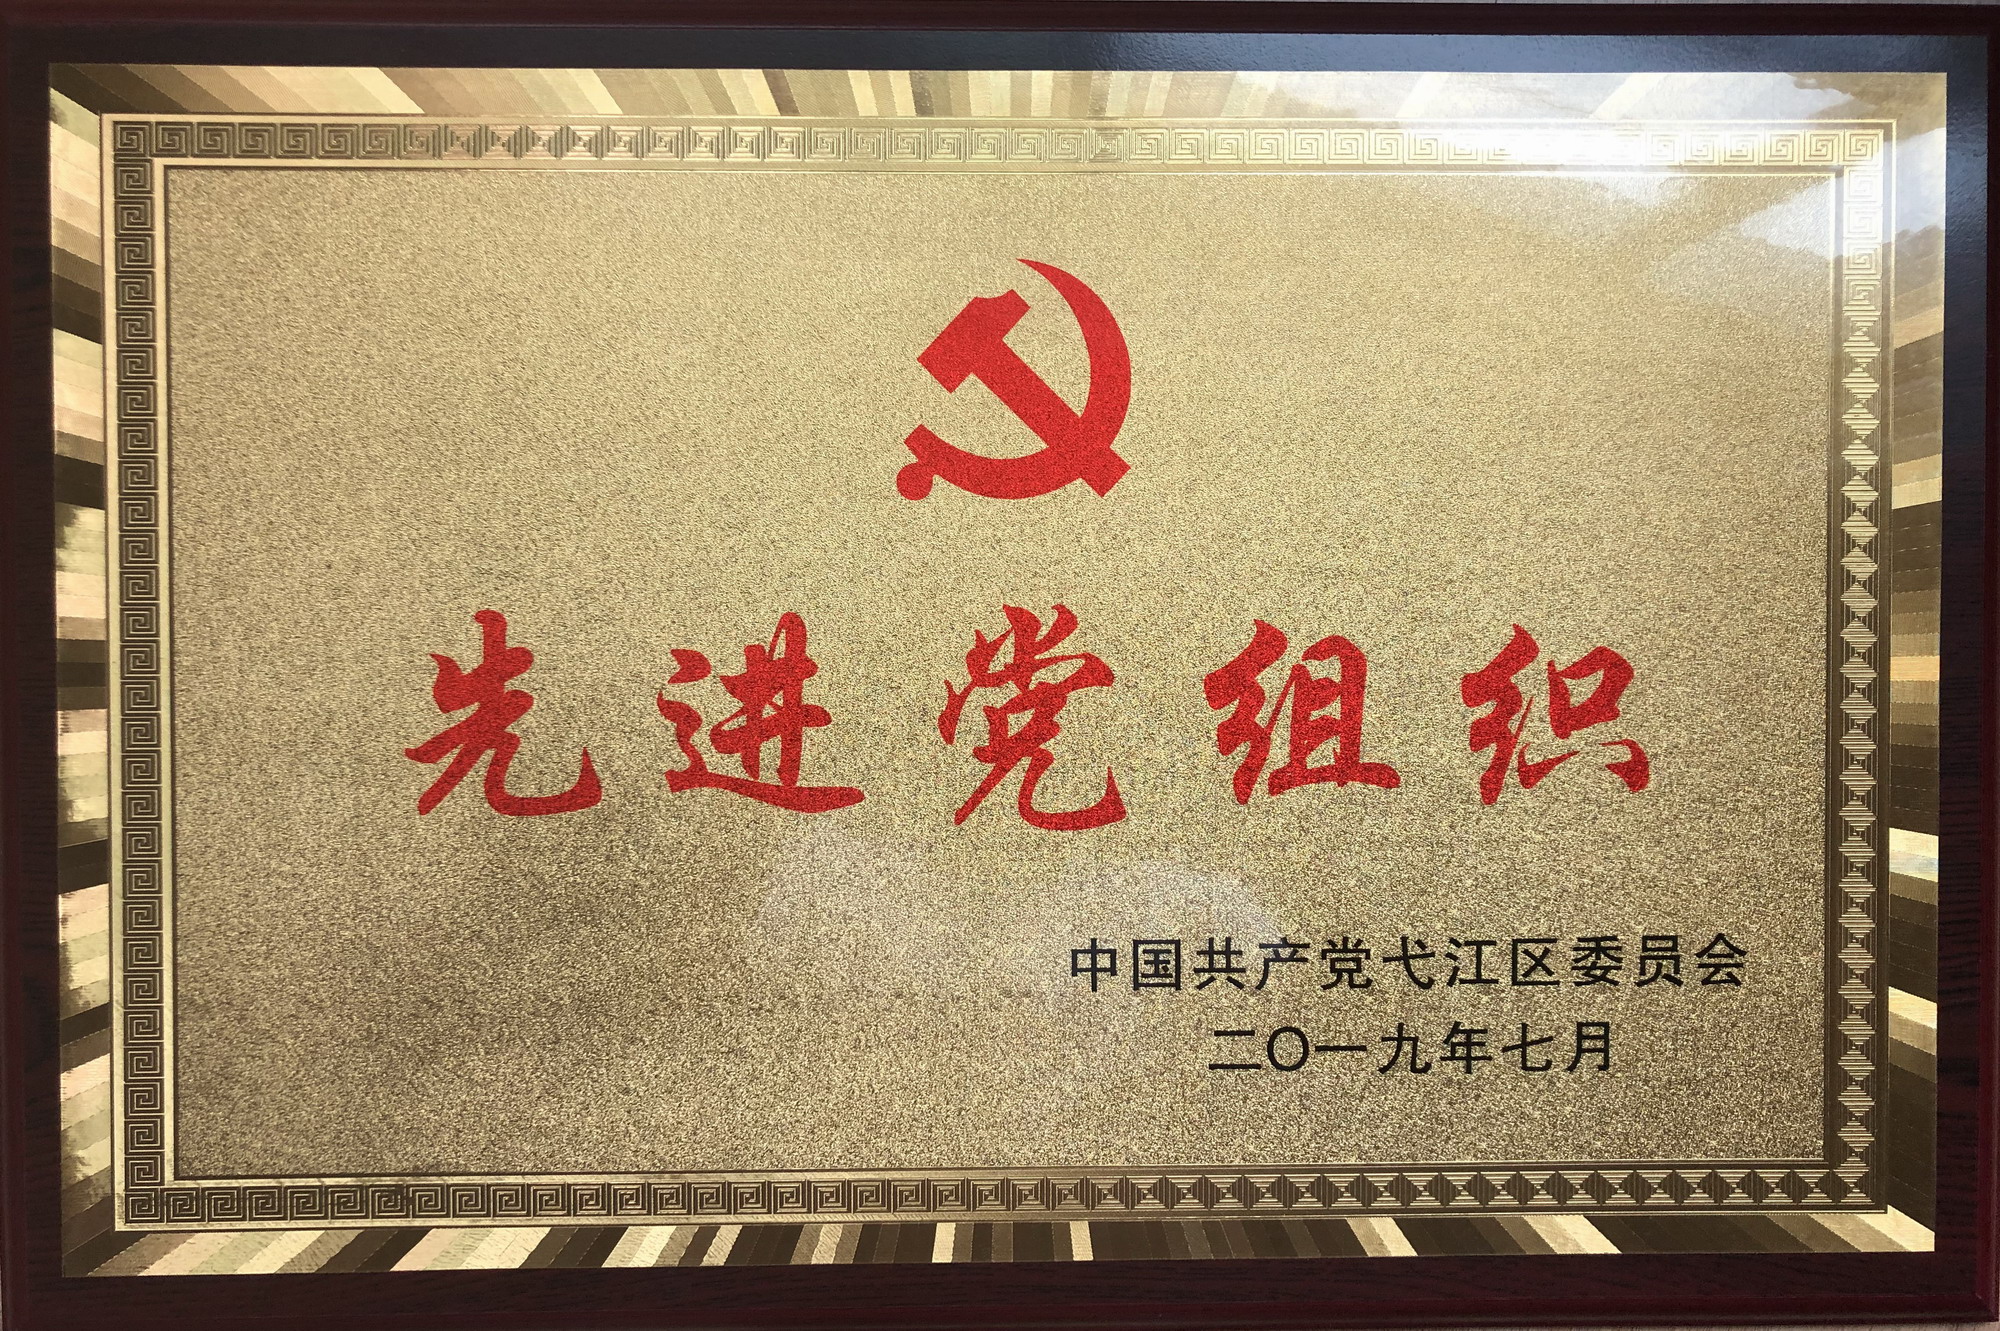 先进党组织
中国共产党弋江区委员会
二〇一九年七月